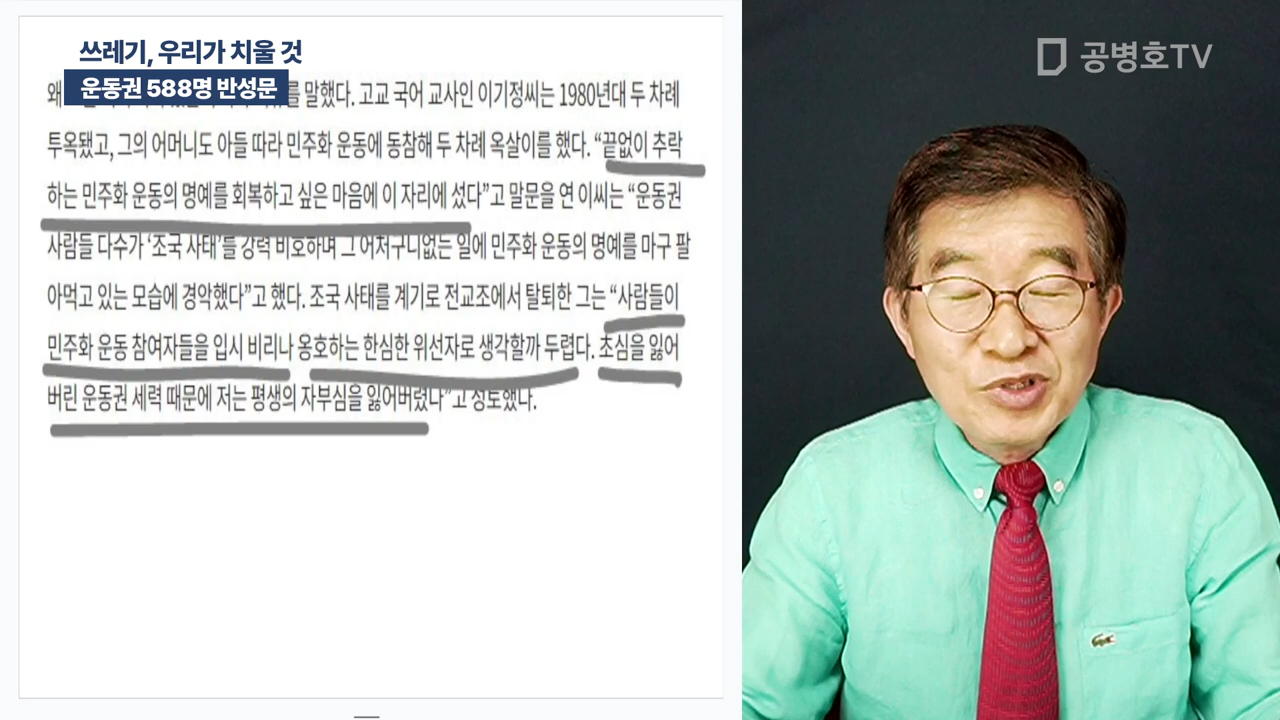 쓰레기, 우리가 치울 것
운동권 588명 반성문
공병호TV
왜 를 말했다. 고교 국어 교사인 이기정씨는 1980년대 두 차례
투옥됐고, 그의 어머니도 아들 따라 민주화 운동에 동참해 두 차례 옥살이를 했다. “끝없이 추락
하는 민주화 운동의 명예를 회복하고 싶은 마음에 이 자리에 섰다”고 말문을 연 이씨는 “운동권
사람들 다수가 ‘조국 사태’를 강력 비호하며 그 어처구니없는 일에 민주화 운동의 명예를 마구 팔
아먹고 있는 모습에 경악했다”고 했다. 조국 사태를 계기로 전교조에서 탈퇴한 그는 “사람들이
민주화 운동 참여자들을 입시 비리나 옹호하는 한심한 위선자로 생각할까 두렵다. 초심을 잃어
버린 운동권 세력 때문에 저는 평생의 자부심을 잃어버렸다”고 성토했다.